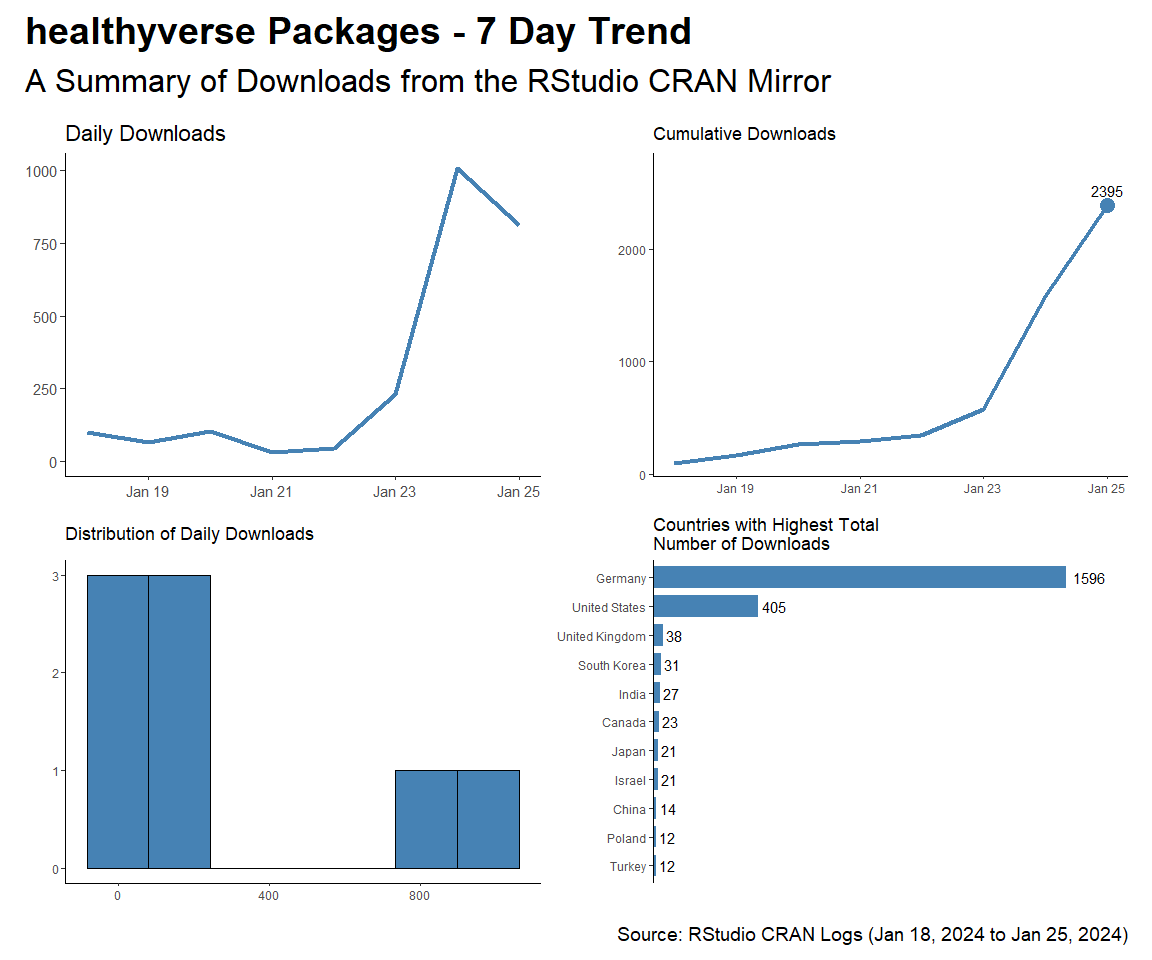 healthyverse Packages - 7 Day Trend
A Summary of Downloads from the RStudio CRAN Mirror
Daily Downloads
1000
750
500
250
0
Jan 19 Jan 21 Jan 23 Jan 25
Cumulative Downloads
2395
2000
1000
0
Jan 19 Jan 21 Jan 23 Jan 25
Distribution of Daily Downloads
3
2
1
0
0 400 800
Countries with Highest Total
Number of Downloads
Germany 1596
United States 405
United Kingdom 38
South Korea 31
India 27
Canada 23
Japan 21
Israel 21
China 14
Poland 12
Turkey 12
Source: RStudio CRAN Logs (Jan 18, 2024 to Jan 25, 2024)